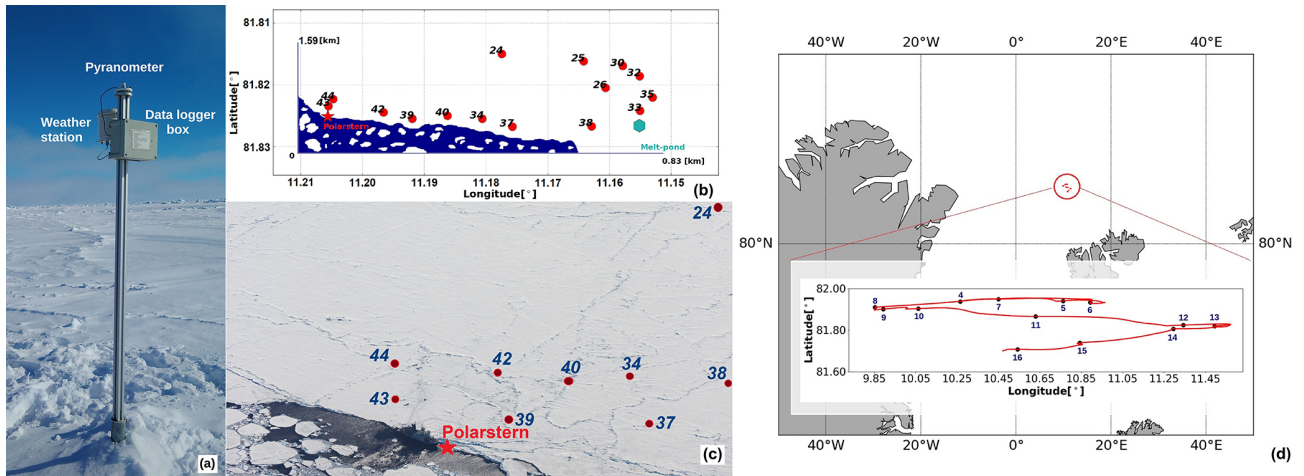 Pyranometer
Weather
station
Data logger
box
(a)
81.81
81.82
81.83
Latitude[°]
1.59 [km]
24
25
30
32
26
35
33
44
43
42
39
40
34
37
38
Polarstern
Melt-pond
0
0.83 [km]
11.21
11.20
11.19
11.18
11.17
11.16
11.15
Longitude[°]
(b)
24
44
42
40
34
38
43
39
37
Polarstern
(c)
40°W
20°W
0°
20°E
40°E
80°N
80°N
82.00
81.80
81.60
Latitude[°]
8
9
10
4
7
5
6
11
12
13
14
15
16
9.85
10.05
10.25
10.45
10.65
10.85
11.05
11.25
11.45
Longitude[°]
40°W
20°W
0°
20°E
40°E
(d)